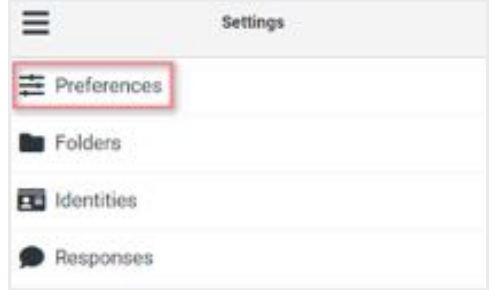 Settings
Preferences
Folders
Identities
Responses